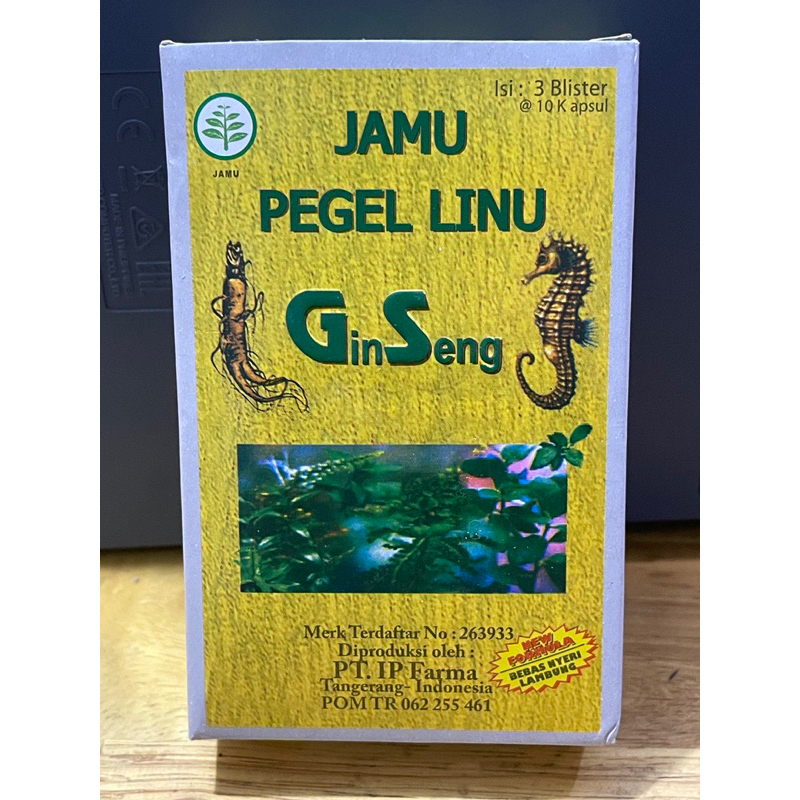 Isi : 3 Blister
@ 10 Kapsul
JAMU
JAMU
PEGEL LINU
GinSeng
Merk Terdaftar No : 263933
Diproduksi oleh :
PT. IP Farma
Tangerang- Indonesia
POM TR 062 255 461
NEW
FORMULA
BEBAS NYERI
LAMBUNG